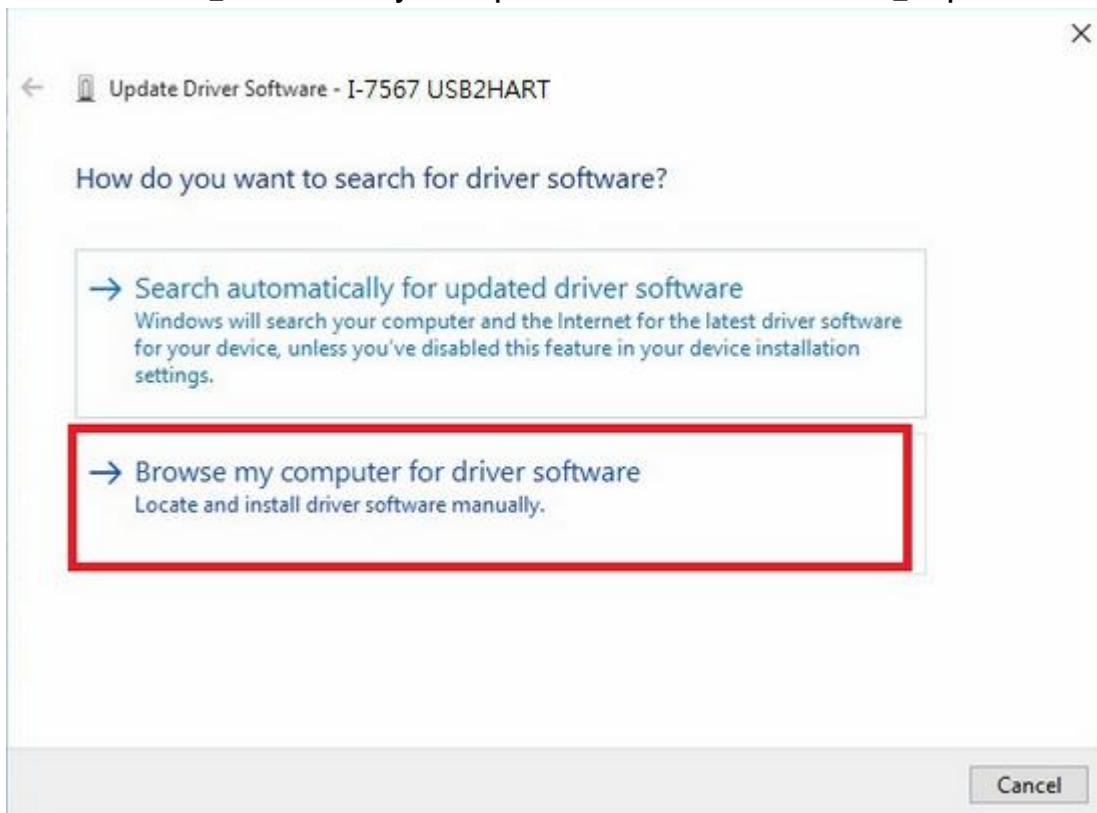 Update Driver Software - I-7567 USB2HART
How do you want to search for driver software?
→ Search automatically for updated driver software
Windows will search your computer and the Internet for the latest driver software
for your device, unless you've disabled this feature in your device installation
settings.
→ Browse my computer for driver software
Locate and install driver software manually.
Cancel